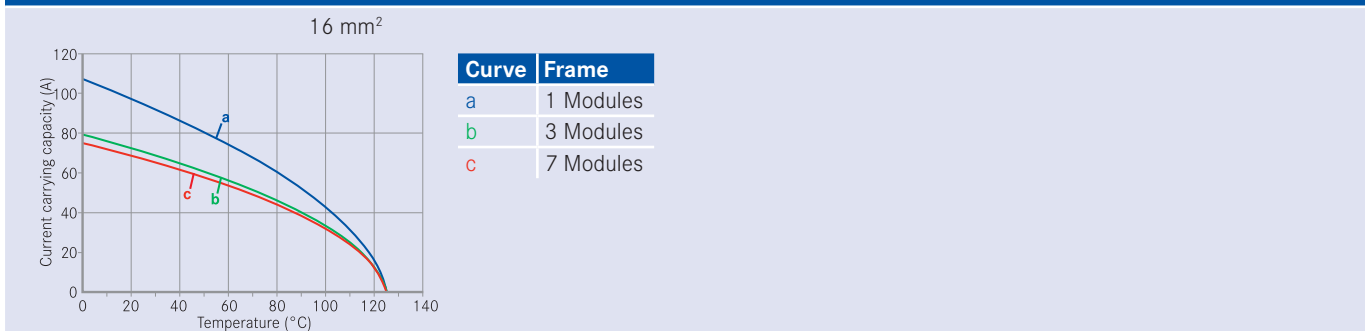 16 mm²
Current carrying capacity (A)
120
100
80
60
40
20
0
a
c
b
0 20 40 60 80 100 120 140
Temperature (°C)
Curve Frame
a 1 Modules
b 3 Modules
c 7 Modules